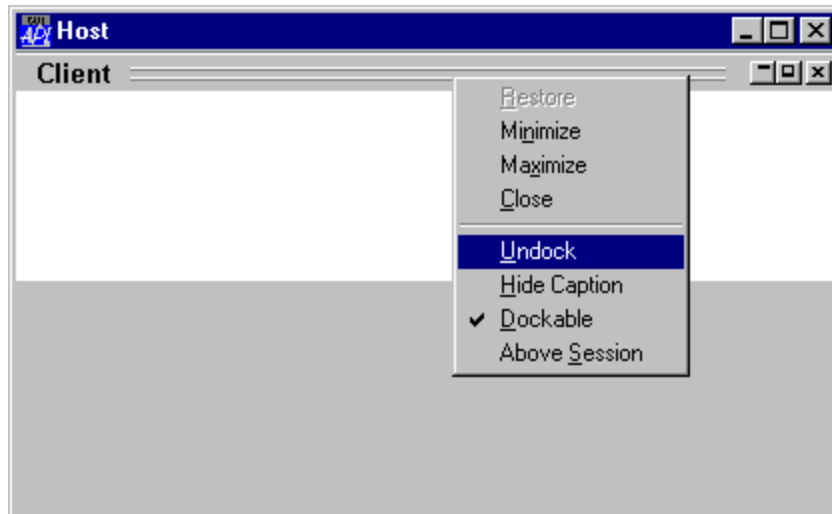 Host
Client
Restore
Minimize
Maximize
Close
Undock
Hide Caption
Dockable
Above Session